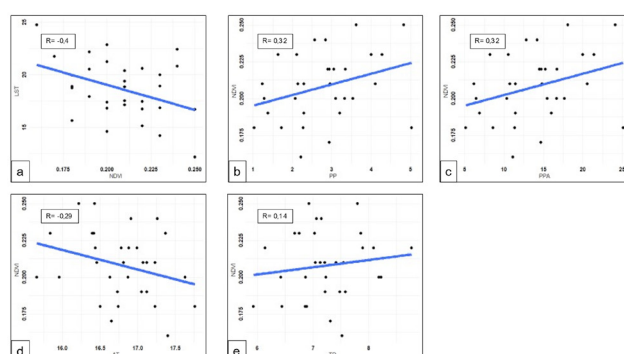 25
20
15
LST
R= -0,4
0.175
0.200
0.225
0.250
NDVI
a
0.250
0.225
0.200
0.175
NDVI
R= 0,32
1
2
3
4
5
PP
b
0.250
0.225
0.200
0.175
NDVI
R= 0,32
5
10
15
20
25
PPA
c
0.250
0.225
0.200
0.175
NDVI
R= -0,29
16.0
16.5
17.0
17.5
d
0.250
0.225
0.200
0.175
NDVI
R= 0,14
6
7
8
e